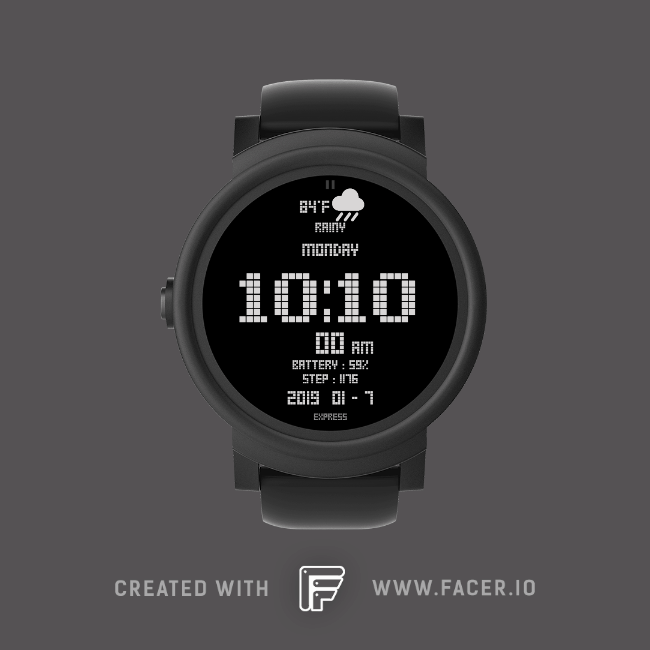 84°F
RAINY
MONDAY
10:10
00 AM
BATTERY : 59%
STEP : 1176
2019 01 - 7
EXPRESS
CREATED WITH WWW.FACER.IO